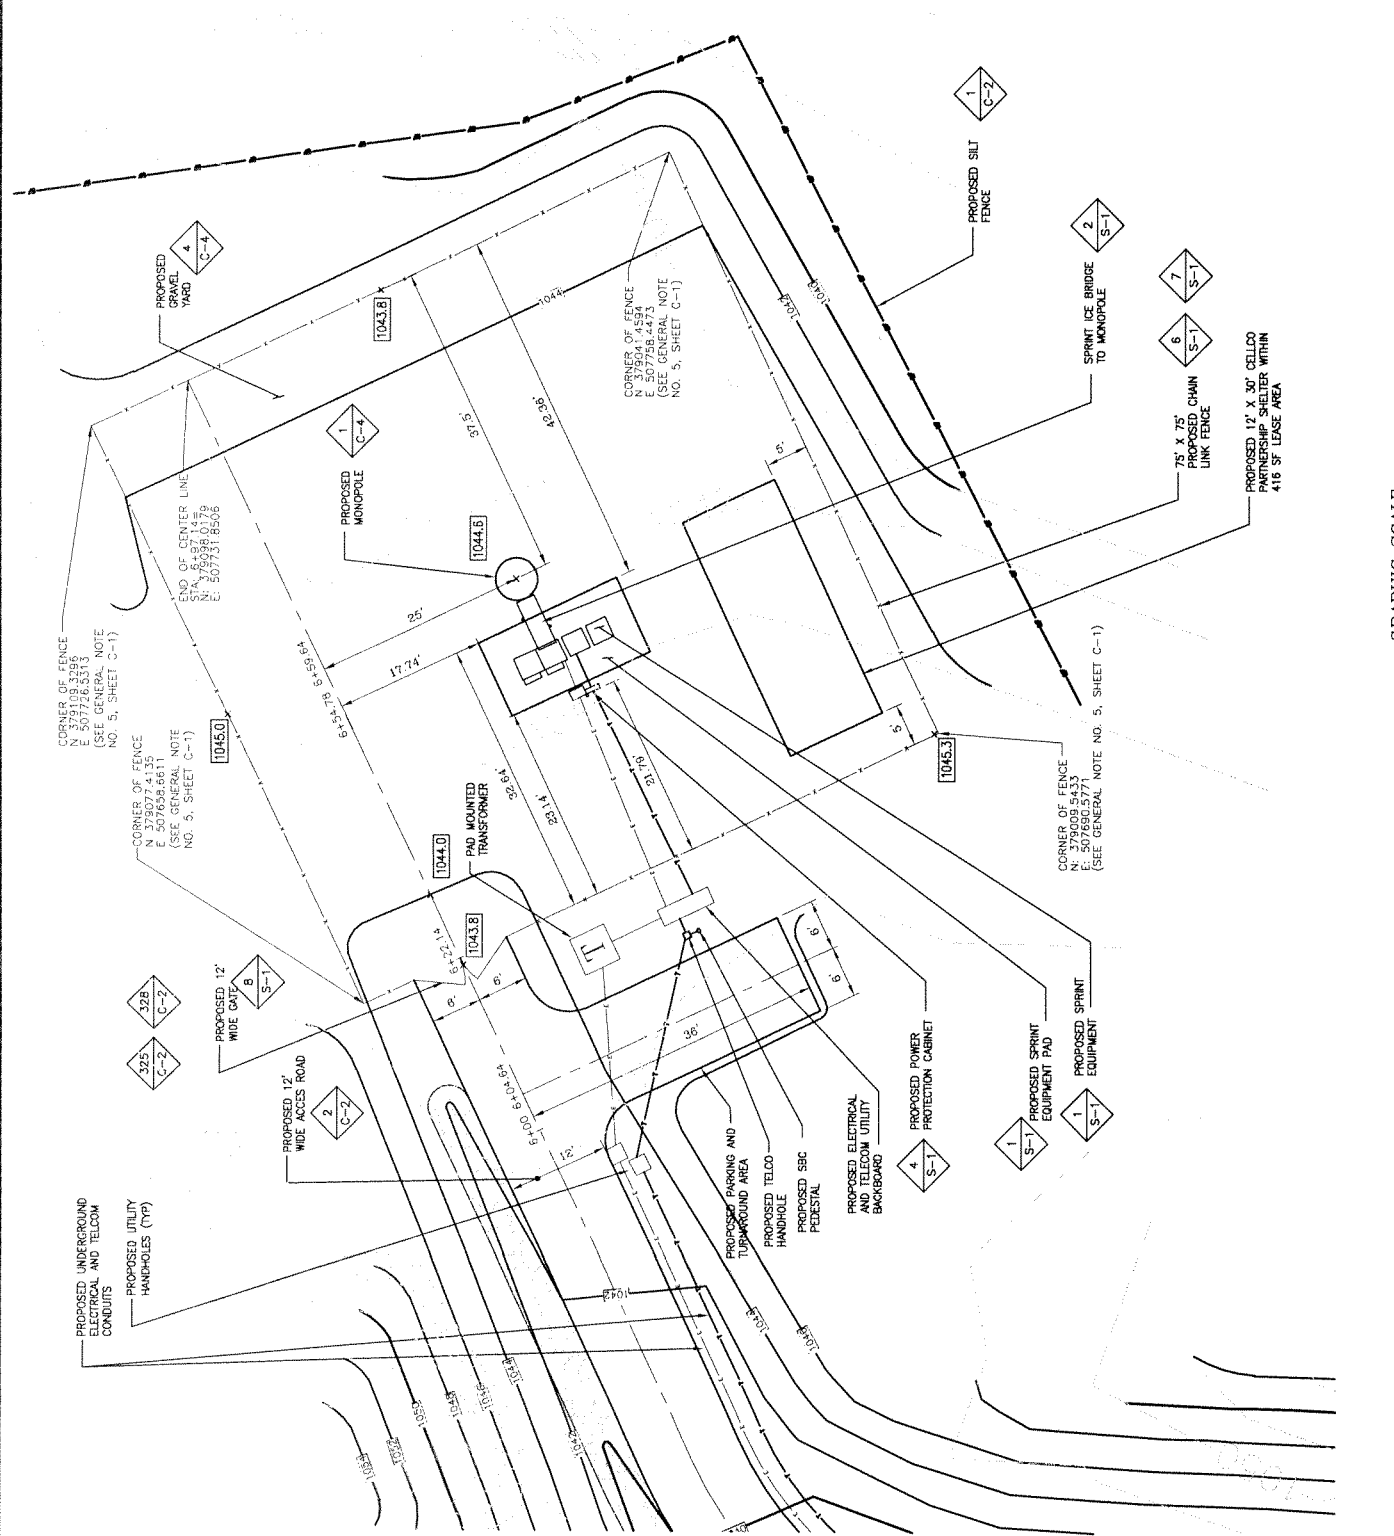 PROPOSED UNDERGROUND
ELECTRICAL AND TELCOM
CONDUITS
PROPOSED UTILITY
HANDHOLES (TYP)
325
C-2
328
C-2
PROPOSED 12'
WIDE GATE
8
S-1
PROPOSED 12'
WIDE ACCES ROAD
2
C-2
CORNER OF FENCE
N 379077.4135
E 507658.6611
(SEE GENERAL NOTE
NO. 5, SHEET C-1)
CORNER OF FENCE
N 379109.3296
E 507726.5313
(SEE GENERAL NOTE
NO. 5, SHEET C-1)
END OF CENTER LINE
STA. 6+97.14=
N: 379098.0179
E: 507731.8506
PROPOSED
GRAVEL
YARD
4
C-4
PROPOSED
MONOPOLE
1
C-4
PAD MOUNTED
TRANSFORMER
T
1045.0
1044.0
1043.8
1044.6
1043.8
1045.3
6+00
6+04.64
6+22.14
6+54.78
6+59.64
12'
6'
6'
36'
6'
6'
17.74'
25'
32.64'
23.14'
21.79'
37.5'
42.36'
5'
5'
1044
1042
1040
1042
1042
1040
1054
1052
1050
1048
1046
1044
1042
CORNER OF FENCE
N 379041.4594
E 507758.4473
(SEE GENERAL NOTE
NO. 5, SHEET C-1)
PROPOSED SILT
FENCE
1
C-2
SPRINT ICE BRIDGE
TO MONOPOLE
2
S-1
75' X 75'
PROPOSED CHAIN
LINK FENCE
6
S-1
7
S-1
PROPOSED 12' X 30' CELLCO
PARTNERSHIP SHELTER WITHIN
416 SF LEASE AREA
CORNER OF FENCE
N: 379009.5433
E: 507690.5771
(SEE GENERAL NOTE NO. 5, SHEET C-1)
PROPOSED PARKING AND
TURNAROUND AREA
PROPOSED TELCO
HANDHOLE
PROPOSED SBC
PEDESTAL
PROPOSED ELECTRICAL
AND TELECOM UTILITY
BACKBOARD
PROPOSED POWER
PROTECTION CABINET
4
S-1
PROPOSED SPRINT
EQUIPMENT PAD
1
S-1
PROPOSED SPRINT
EQUIPMENT
1
S-1